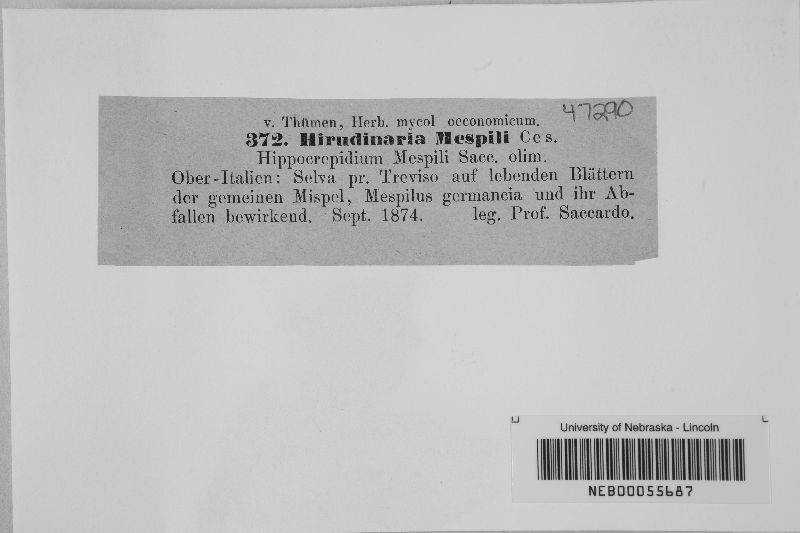 47290
v. Thümen, Herb. mycol oeconomicum.
372. Hirudinaria Mespili Ces.
Hippocrepidium Mespili Sacc. olim.
Ober-Italien: Selva pr. Treviso auf lebenden Blättern
der gemeinen Mispel, Mespilus germancia und ihr Ab-
fallen bewirkend. Sept. 1874. leg. Prof. Saccardo.
University of Nebraska - Lincoln
NEB00055687